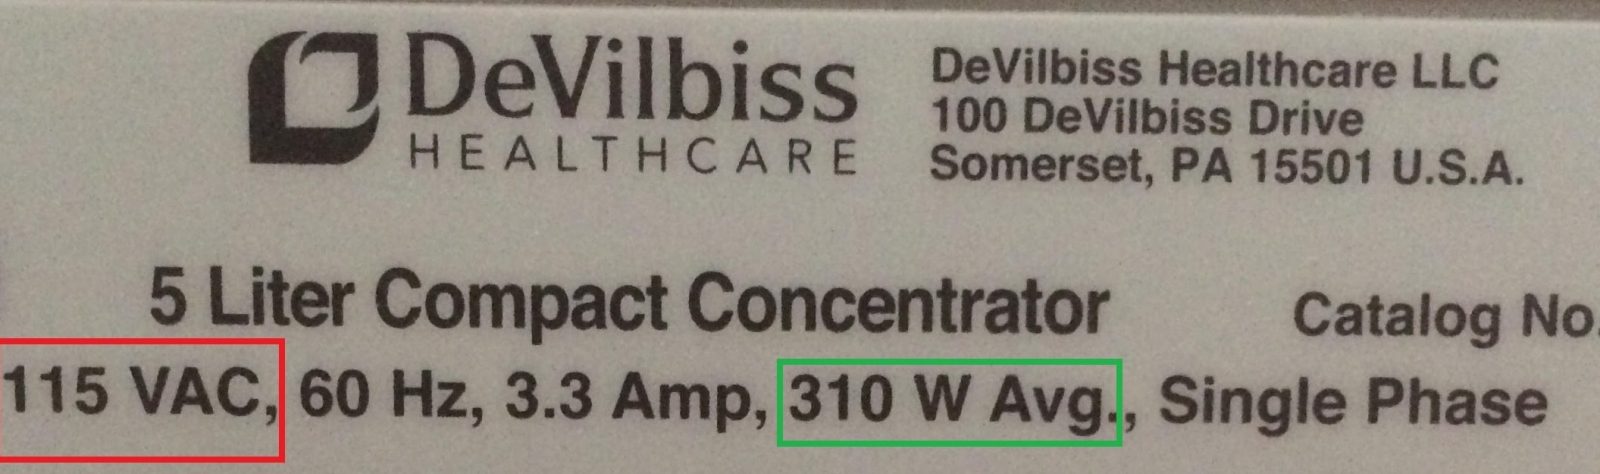 DeVilbiss
HEALTHCARE
DeVilbiss Healthcare LLC
100 DeVilbiss Drive
Somerset, PA 15501 U.S.A.
5 Liter Compact Concentrator
Catalog No.
115 VAC, 60 Hz, 3.3 Amp, 310 W Avg., Single Phase